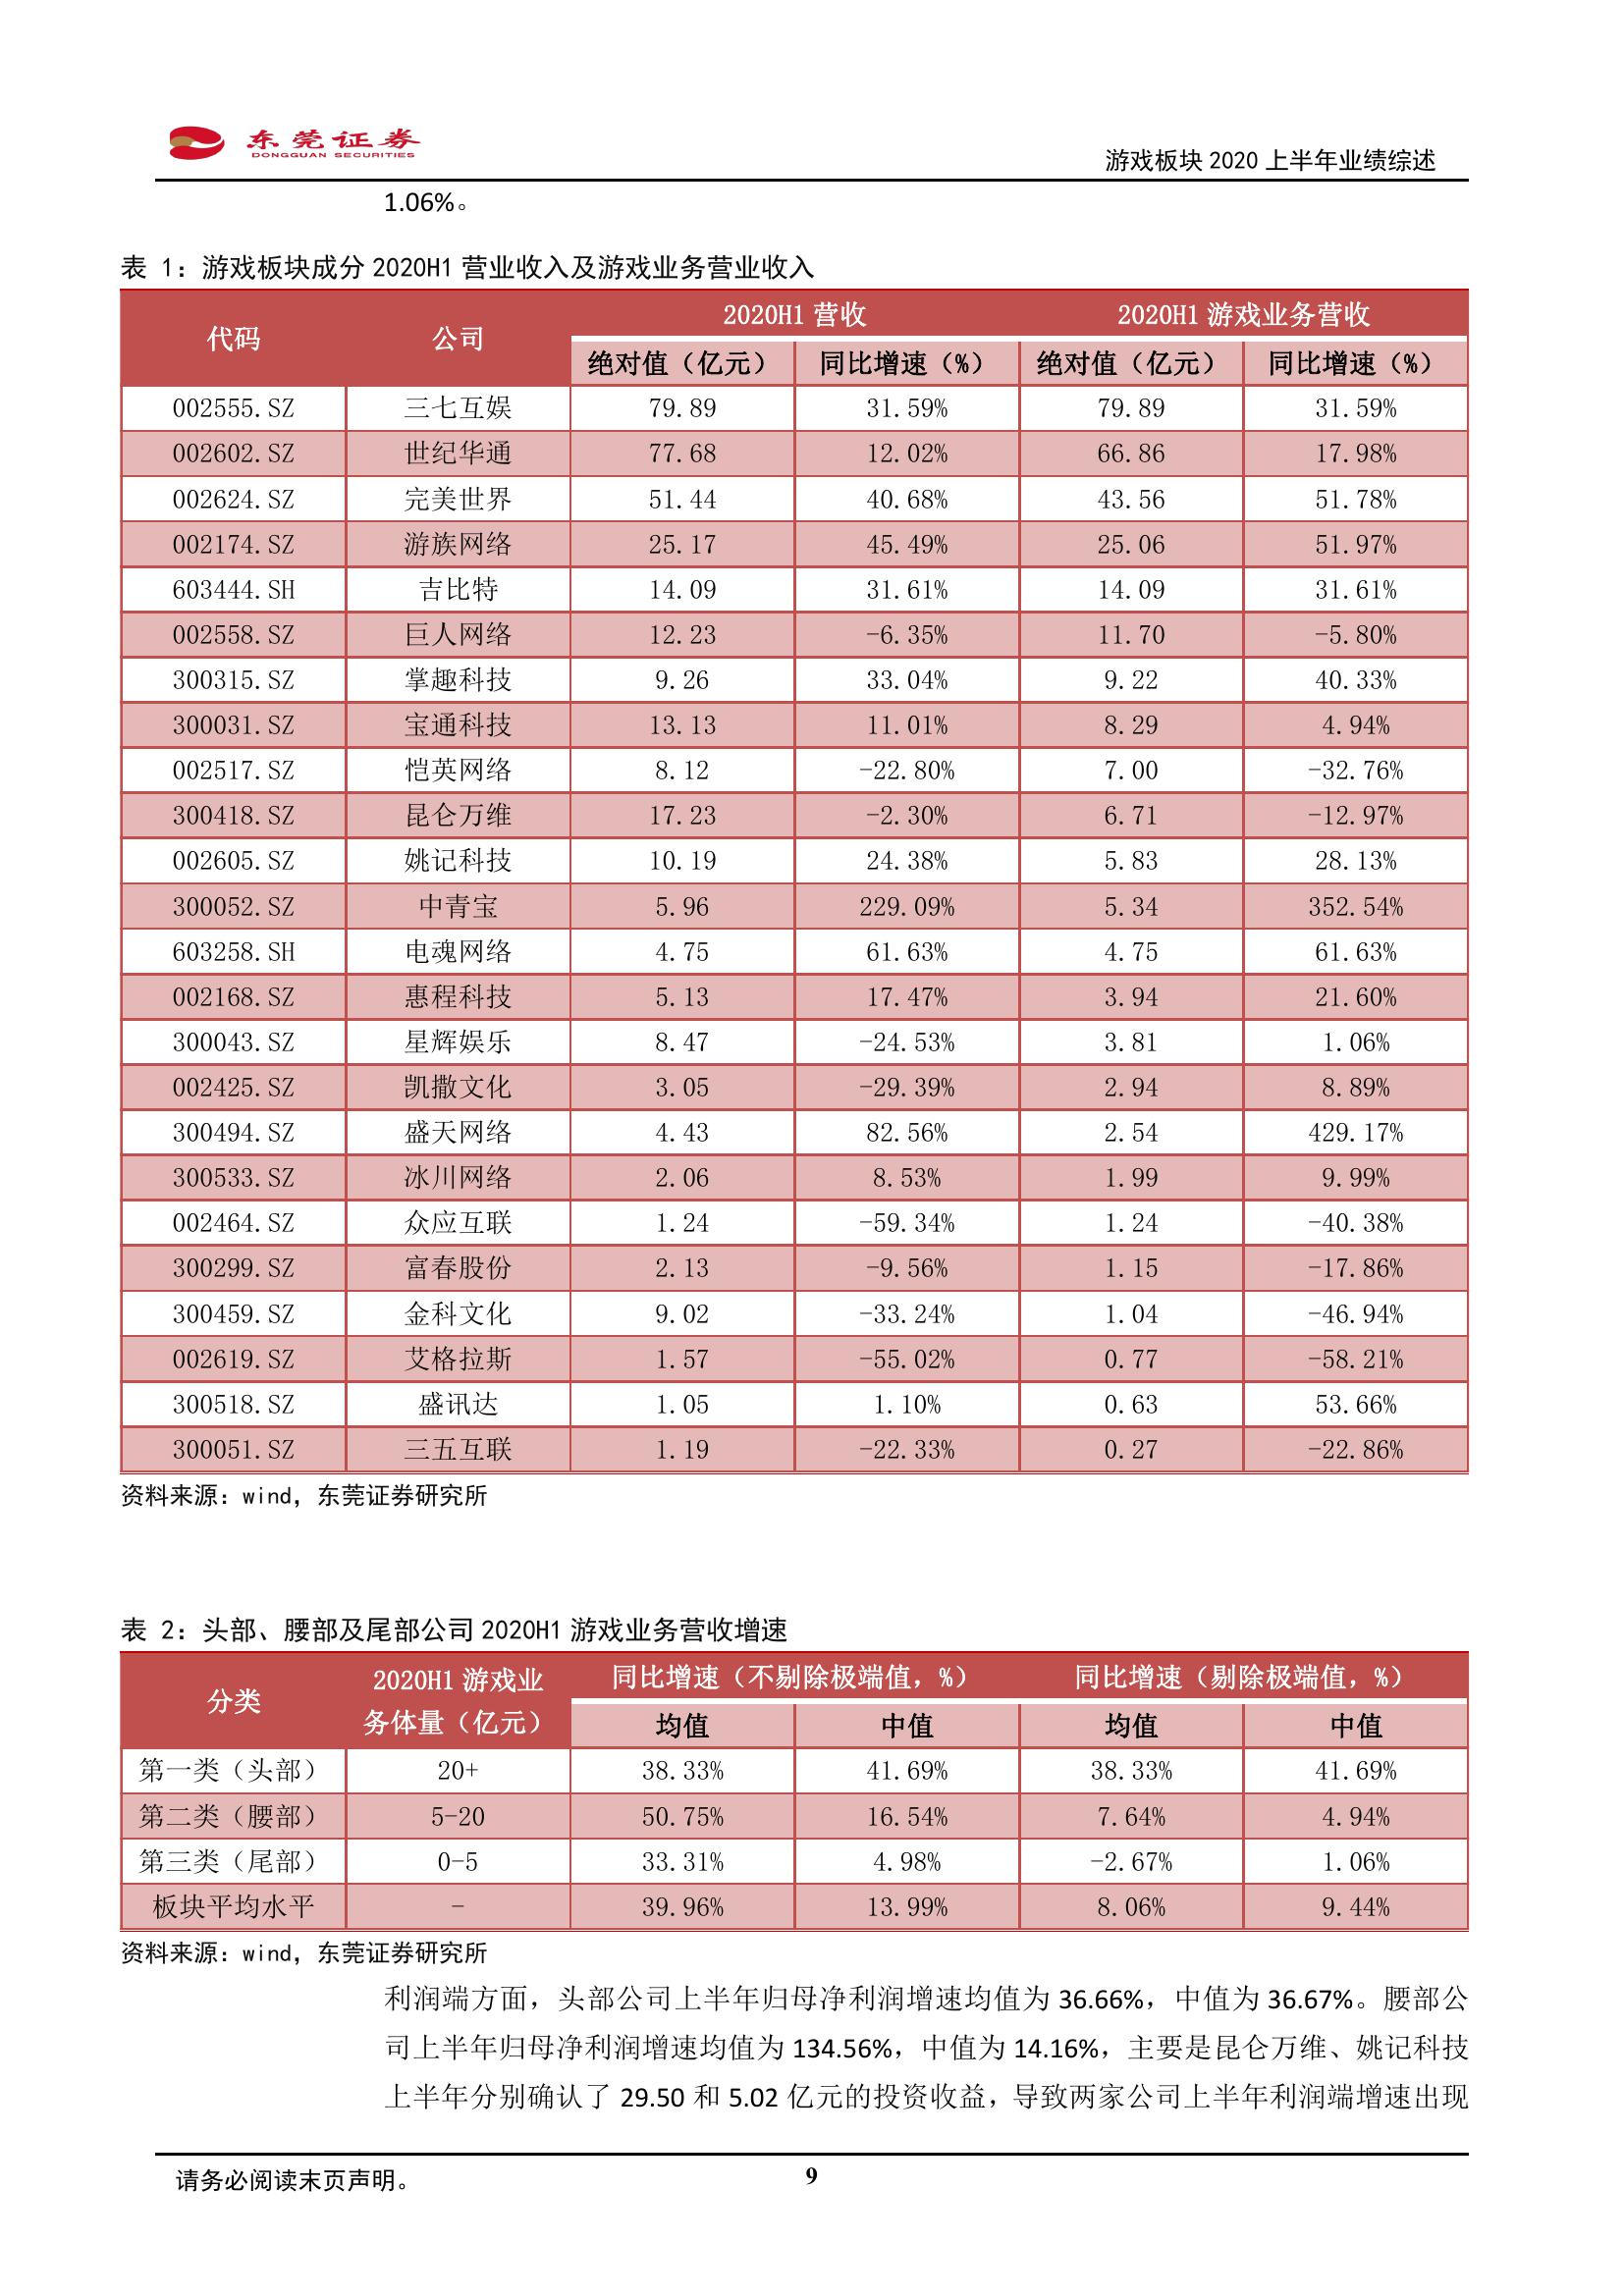 东莞证券
DONGGUAN SECURITIES
游戏板块 2020 上半年业绩综述
1.06%。
表 1：游戏板块成分 2020H1 营业收入及游戏业务营业收入
代码 公司 2020H1 营收 2020H1 游戏业务营收
绝对值（亿元） 同比增速（%） 绝对值（亿元） 同比增速（%）
002555.SZ 三七互娱 79.89 31.59% 79.89 31.59%
002602.SZ 世纪华通 77.68 12.02% 66.86 17.98%
002624.SZ 完美世界 51.44 40.68% 43.56 51.78%
002174.SZ 游族网络 25.17 45.49% 25.06 51.97%
603444.SH 吉比特 14.09 31.61% 14.09 31.61%
002558.SZ 巨人网络 12.23 -6.35% 11.70 -5.80%
300315.SZ 掌趣科技 9.26 33.04% 9.22 40.33%
300031.SZ 宝通科技 13.13 11.01% 8.29 4.94%
002517.SZ 恺英网络 8.12 -22.80% 7.00 -32.76%
300418.SZ 昆仑万维 17.23 -2.30% 6.71 -12.97%
002605.SZ 姚记科技 10.19 24.38% 5.83 28.13%
300052.SZ 中青宝 5.96 229.09% 5.34 352.54%
603258.SH 电魂网络 4.75 61.63% 4.75 61.63%
002168.SZ 惠程科技 5.13 17.47% 3.94 21.60%
300043.SZ 星辉娱乐 8.47 -24.53% 3.81 1.06%
002425.SZ 凯撒文化 3.05 -29.39% 2.94 8.89%
300494.SZ 盛天网络 4.43 82.56% 2.54 429.17%
300533.SZ 冰川网络 2.06 8.53% 1.99 9.99%
002464.SZ 众应互联 1.24 -59.34% 1.24 -40.38%
300299.SZ 富春股份 2.13 -9.56% 1.15 -17.86%
300459.SZ 金科文化 9.02 -33.24% 1.04 -46.94%
002619.SZ 艾格拉斯 1.57 -55.02% 0.77 -58.21%
300518.SZ 盛讯达 1.05 1.10% 0.63 53.66%
300051.SZ 三五互联 1.19 -22.33% 0.27 -22.86%
资料来源：wind，东莞证券研究所
表 2：头部、腰部及尾部公司 2020H1 游戏业务营收增速
分类 2020H1 游戏业 同比增速（不剔除极端值，%） 同比增速（剔除极端值，%）
务体量（亿元） 均值 中值 均值 中值
第一类（头部） 20+ 38.33% 41.69% 38.33% 41.69%
第二类（腰部） 5-20 50.75% 16.54% 7.64% 4.94%
第三类（尾部） 0-5 33.31% 4.98% -2.67% 1.06%
板块平均水平 - 39.96% 13.99% 8.06% 9.44%
资料来源：wind，东莞证券研究所
利润端方面，头部公司上半年归母净利润增速均值为 36.66%，中值为 36.67%。腰部公
司上半年归母净利润增速均值为 134.56%，中值为 14.16%，主要是昆仑万维、姚记科技
上半年分别确认了 29.50 和 5.02 亿元的投资收益，导致两家公司上半年利润端增速出现
请务必阅读末页声明。
9